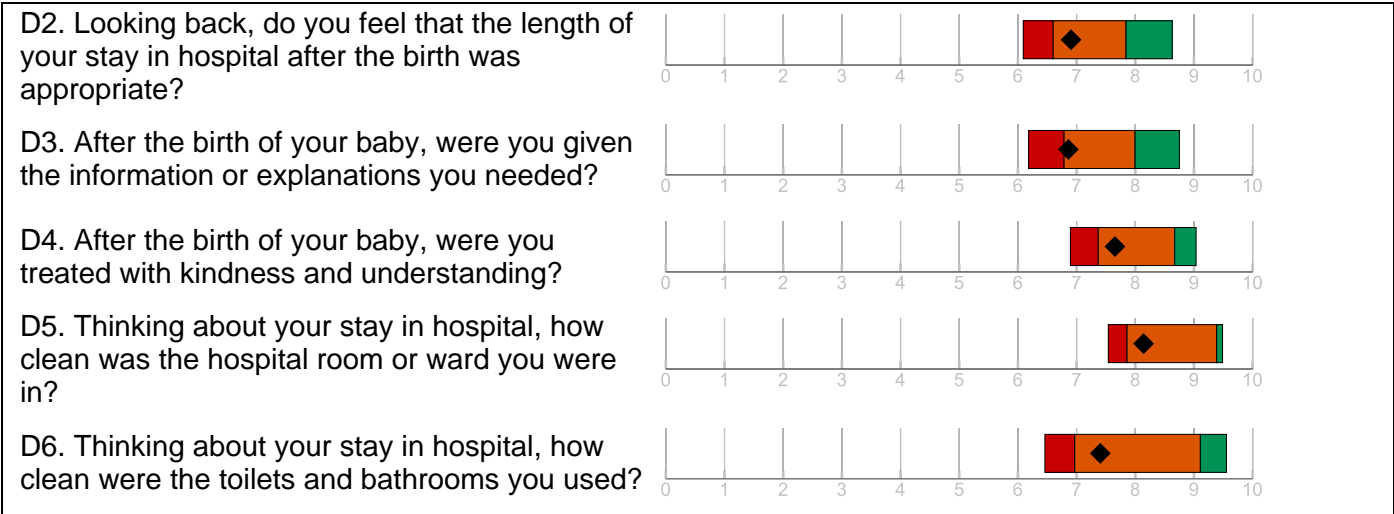 D2. Looking back, do you feel that the length of
your stay in hospital after the birth was
appropriate?
0 1 2 3 4 5 6 7 8 9 10
D3. After the birth of your baby, were you given
the information or explanations you needed?
0 1 2 3 4 5 6 7 8 9 10
D4. After the birth of your baby, were you
treated with kindness and understanding?
0 1 2 3 4 5 6 7 8 9 10
D5. Thinking about your stay in hospital, how
clean was the hospital room or ward you were
in?
0 1 2 3 4 5 6 7 8 9 10
D6. Thinking about your stay in hospital, how
clean were the toilets and bathrooms you used?
0 1 2 3 4 5 6 7 8 9 10